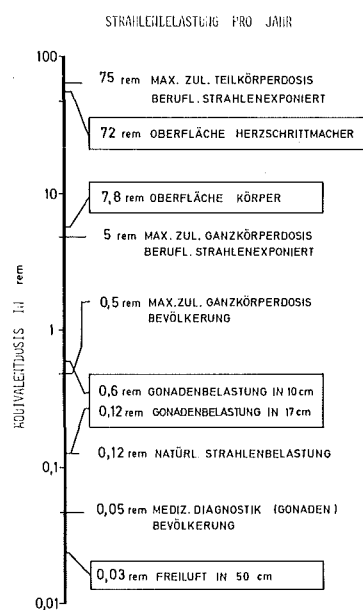 STRAHLENBELASTUNG PRO JAHR
ÄQUIVALENTDOSIS IN rem
100
75 rem MAX. ZUL. TEILKÖRPERDOSIS
BERUFL. STRAHLENEXPONIERT
72 rem OBERFLÄCHE HERZSCHRITTMACHER
10
7,8 rem OBERFLÄCHE KÖRPER
5 rem MAX. ZUL. GANZKÖRPERDOSIS
BERUFL. STRAHLENEXPONIERT
0,5 rem MAX. ZUL. GANZKÖRPERDOSIS
BEVÖLKERUNG
1
0,6 rem GONADENBELASTUNG IN 10 cm
0,12 rem GONADENBELASTUNG IN 17 cm
0,12 rem NATÜRL. STRAHLENBELASTUNG
0,1
0,05 rem MEDIZ. DIAGNOSTIK (GONADEN)
BEVÖLKERUNG
0,03 rem FREILUFT IN 50 cm
0,01